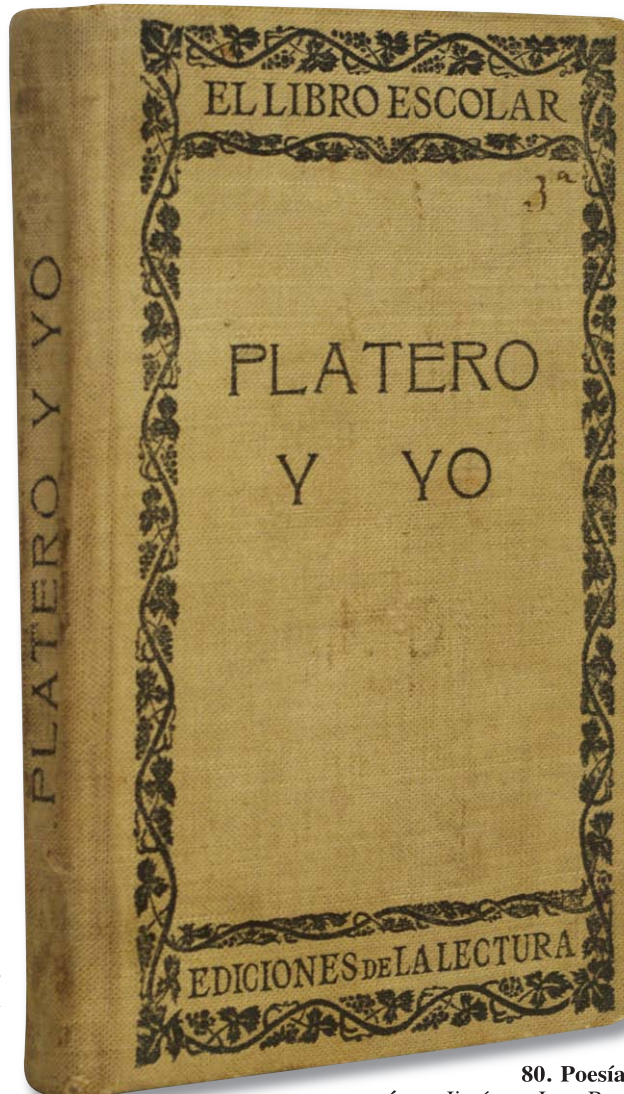 EL LIBRO ESCOLAR
3ª
PLATERO
Y YO
EDICIONES DE LA LECTURA
PLATERO Y YO
80. Poesía